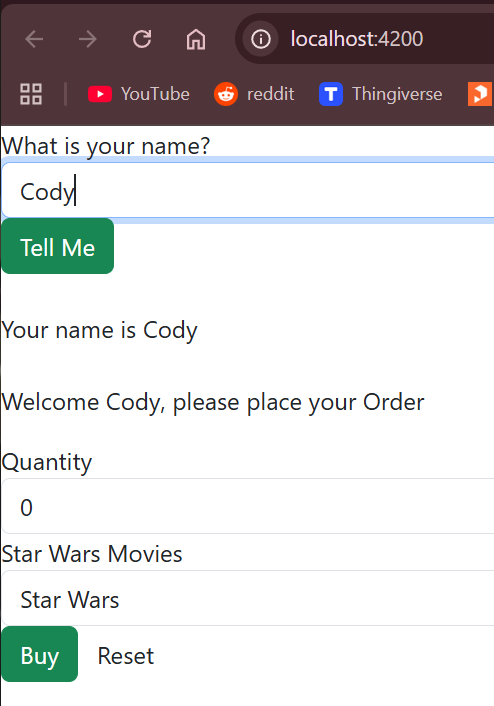 localhost:4200
YouTube reddit T Thingiverse
What is your name?
Cody
Tell Me
Your name is Cody
Welcome Cody, please place your Order
Quantity
0
Star Wars Movies
Star Wars
Buy Reset